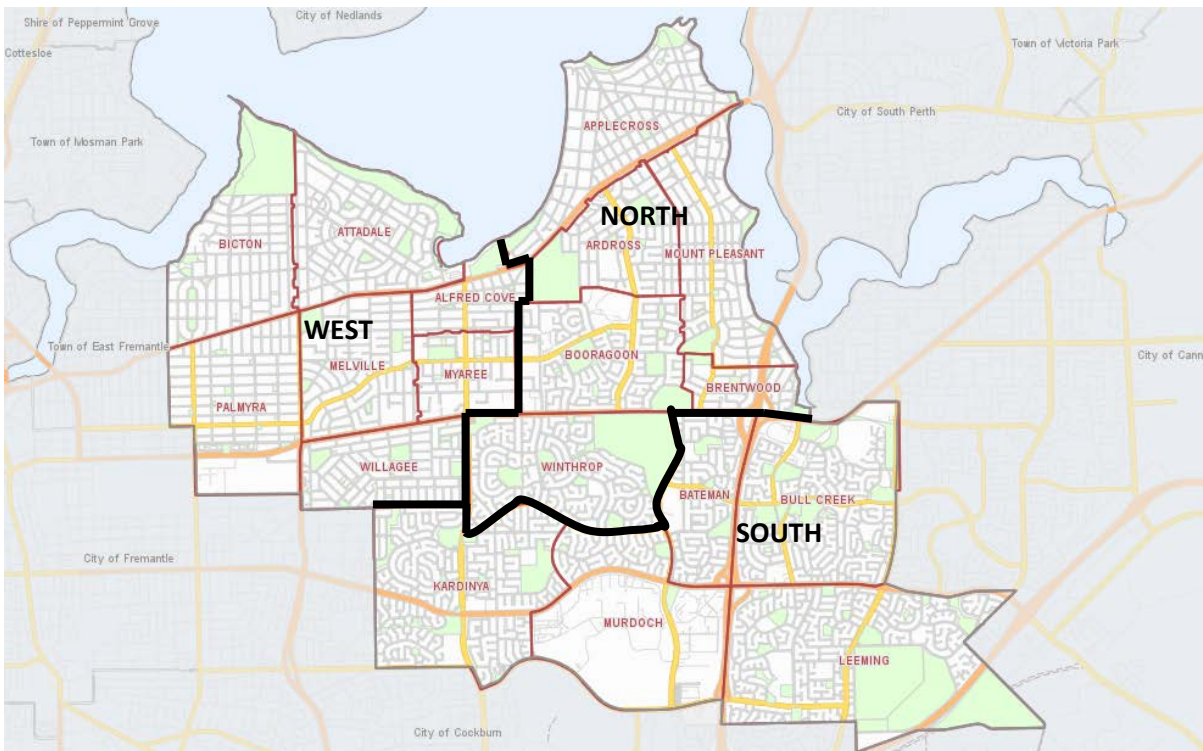 Shire of Peppermint Grove
City of Nedlands
Cottesloe
Town of Victoria Park
City of South Perth
APPLECROSS
Town of Mosman Park
NORTH
ATTADALE
BICTON
ARDROSS
MOUNT PLEASANT
ALFRED COVE
WEST
Town of East Fremantle
BOORAGOON
City of Cann
MELVILLE
MYAREE
BRENTWOOD
PALMYRA
WILLAGEE
WINTHROP
BATEMAN
BULL CREEK
SOUTH
City of Fremantle
KARDINYA
MURDOCH
LEEMING
City of Cockburn